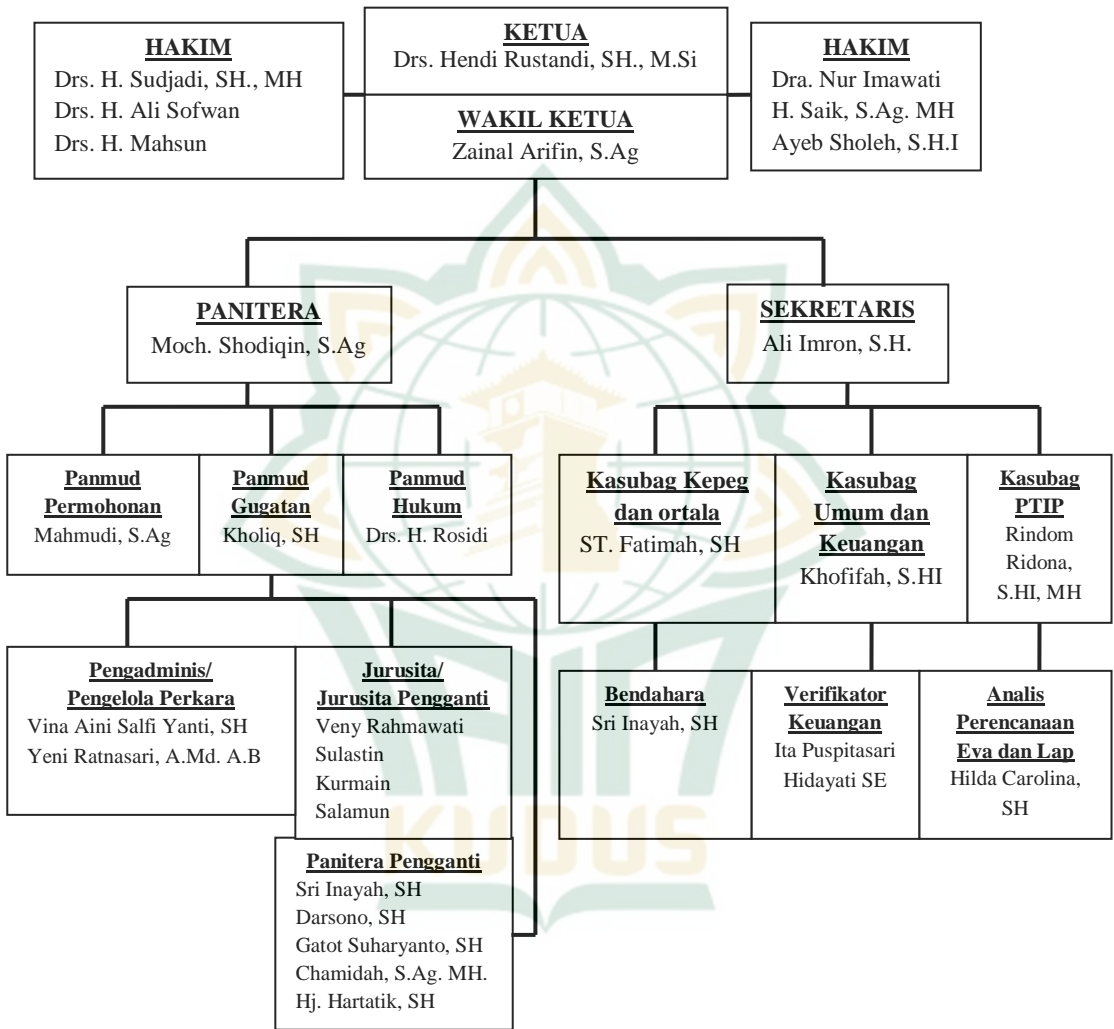 HAKIM
Drs. H. Sudjadi, SH., MH
Drs. H. Ali Sofwan
Drs. H. Mahsun
KETUA
Drs. Hendi Rustandi, SH., M.Si
WAKIL KETUA
Zainal Arifin, S.Ag
HAKIM
Dra. Nur Imawati
H. Saik, S.Ag. MH
Ayeb Sholeh, S.H.I
PANITERA
Moch. Shodiqin, S.Ag
SEKRETARIS
Ali Imron, S.H.
Panmud
Permohonan
Mahmudi, S.Ag
Panmud
Gugatan
Kholiq, SH
Panmud
Hukum
Drs. H. Rosidi
Kasubag Kepeg
dan ortala
ST. Fatimah, SH
Kasubag
Umum dan
Keuangan
Khofifah, S.HI
Kasubag
PTIP
Rindom
Ridona,
S.HI, MH
Pengadminis/
Pengelola Perkara
Vina Aini Salfi Yanti, SH
Yeni Ratnasari, A.Md. A.B
Jurusita/
Jurusita Pengganti
Veny Rahmawati
Sulastin
Kurmain
Salamun
Bendahara
Sri Inayah, SH
Verifikator
Keuangan
Ita Puspitasari
Hidayati SE
Analis
Perencanaan
Eva dan Lap
Hilda Carolina,
SH
Panitera Pengganti
Sri Inayah, SH
Darsono, SH
Gatot Suharyanto, SH
Chamidah, S.Ag. MH.
Hj. Hartatik, SH
KUDUS